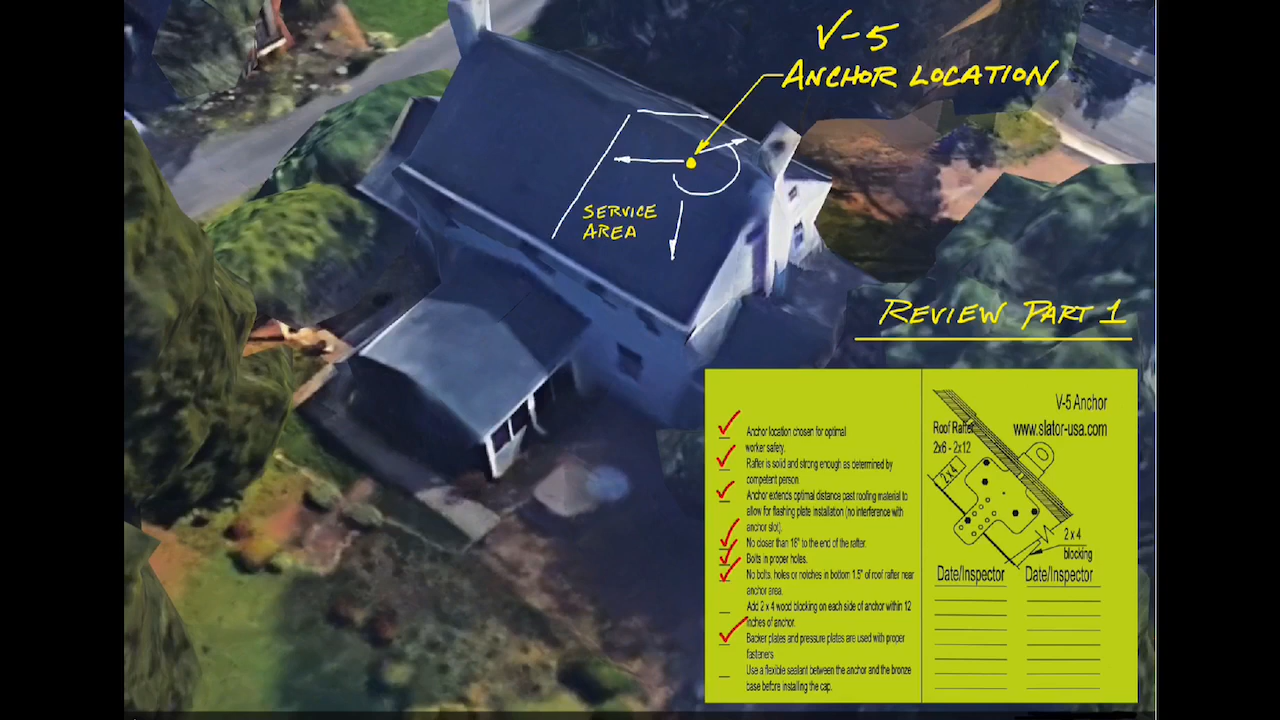 V-5
ANCHOR LOCATION
SERVICE
AREA
REVIEW PART 1
Anchor location chosen for optimal
worker safety.
Rafter is solid and strong enough as determined by
competent person.
Anchor extends optimal distance past roofing material to
allow for flashing plate installation (no interference with
anchor slot).
No closer than 16" to the end of the rafter.
Bolts in proper holes.
No bolts, holes or notches in bottom 1.5" of roof rafter near
anchor area.
Add 2 x 4 wood blocking on each side of anchor within 12
inches of anchor.
Backer plates and pressure plates are used with proper
fasteners
Use a flexible sealant between the anchor and the bronze
base before installing the cap.
V-5 Anchor
www.slator-usa.com
Roof Rafter
2x6 - 2x12
2x4
2 x 4
blocking
Date/Inspector Date/Inspector